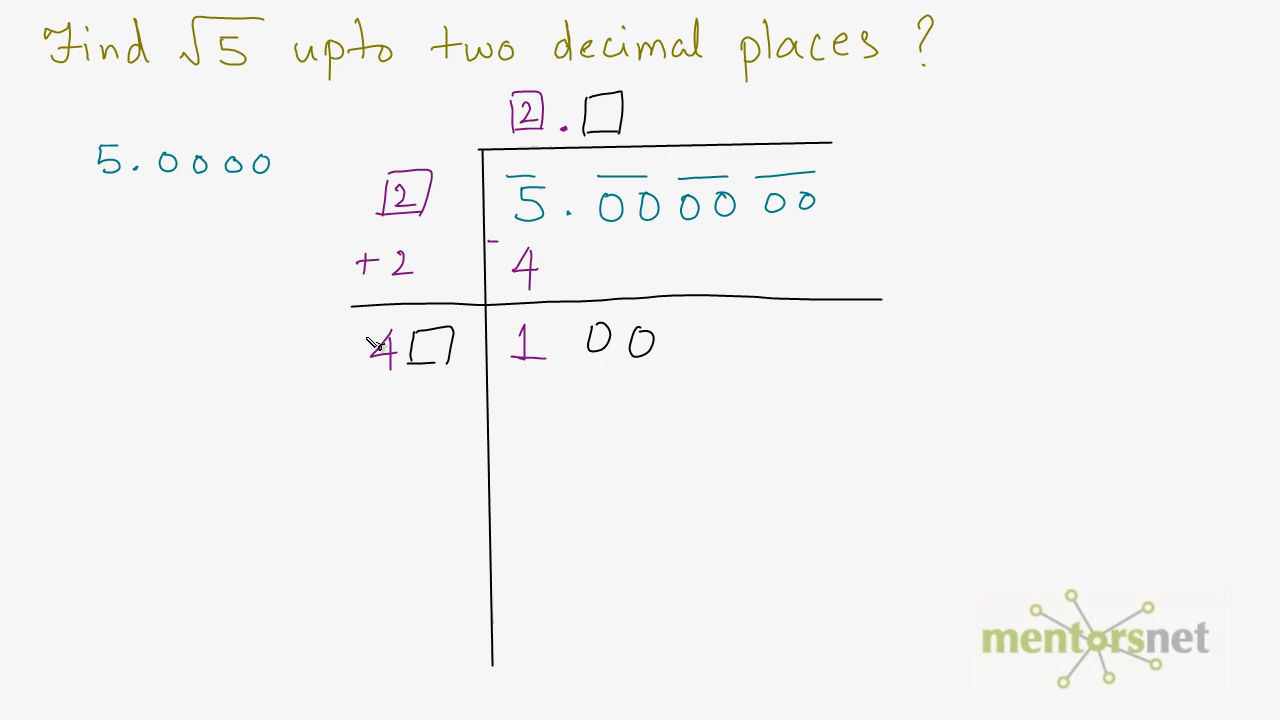 Find √5 upto two decimal places ?
2 . □
5.0000
2 5.00 00 00
+ 2 - 4
4 □ 1 00
mentorsnet